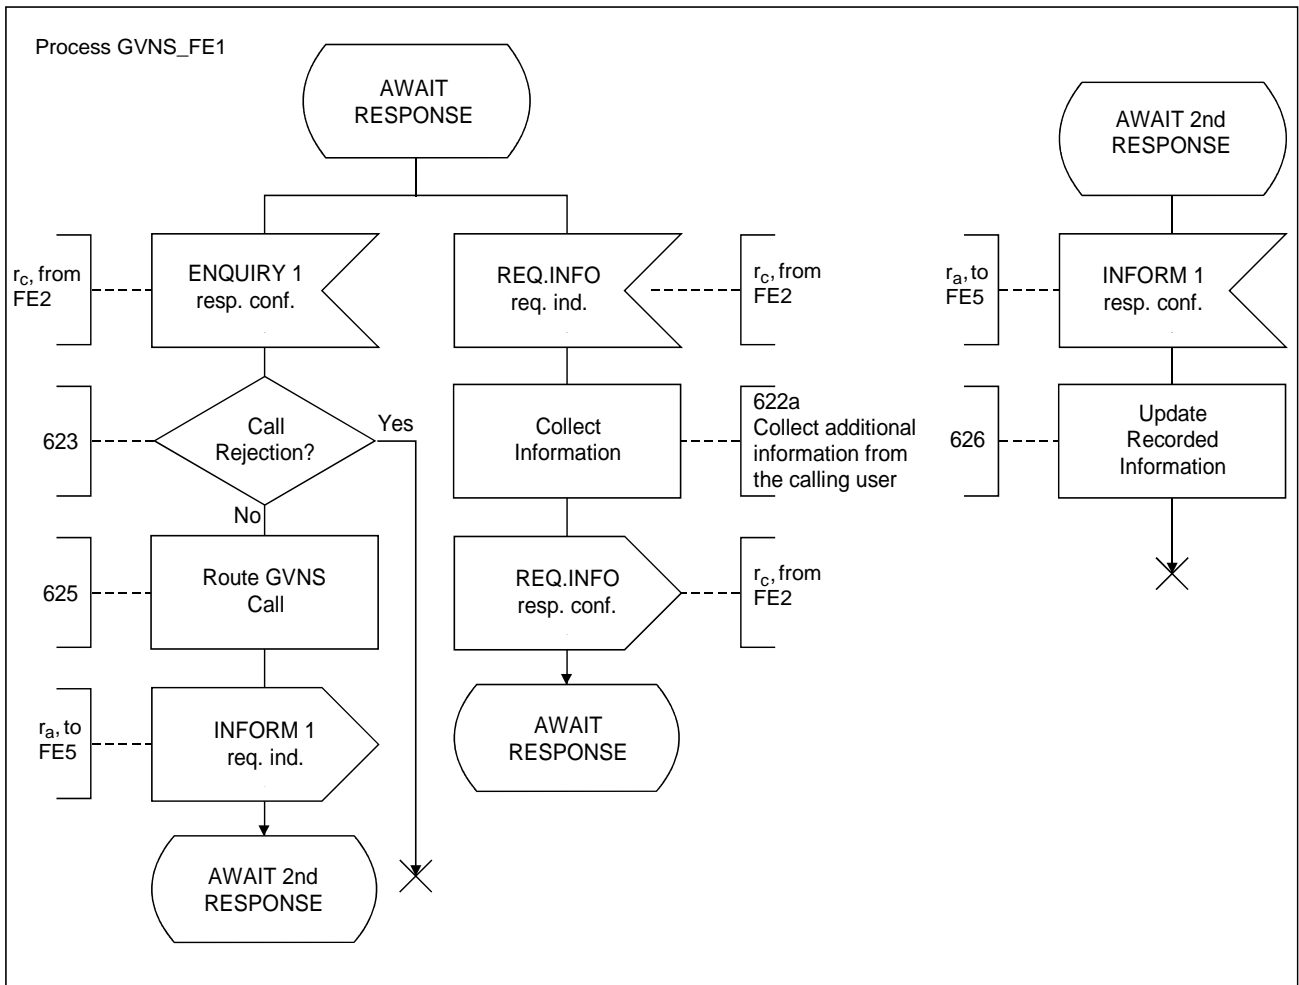 Process GVNS_FE1
AWAIT
RESPONSE
AWAIT 2nd
RESPONSE
rc, from
FE2
ENQUIRY 1
resp. conf.
REQ.INFO
req. ind.
rc, from
FE2
ra, to
FE5
INFORM 1
resp. conf.
623
Call
Rejection?
Yes
No
Collect
Information
622a
Collect additional
information from
the calling user
626
Update
Recorded
Information
625
Route GVNS
Call
REQ.INFO
resp. conf.
rc, from
FE2
ra, to
FE5
INFORM 1
req. ind.
AWAIT
RESPONSE
AWAIT 2nd
RESPONSE